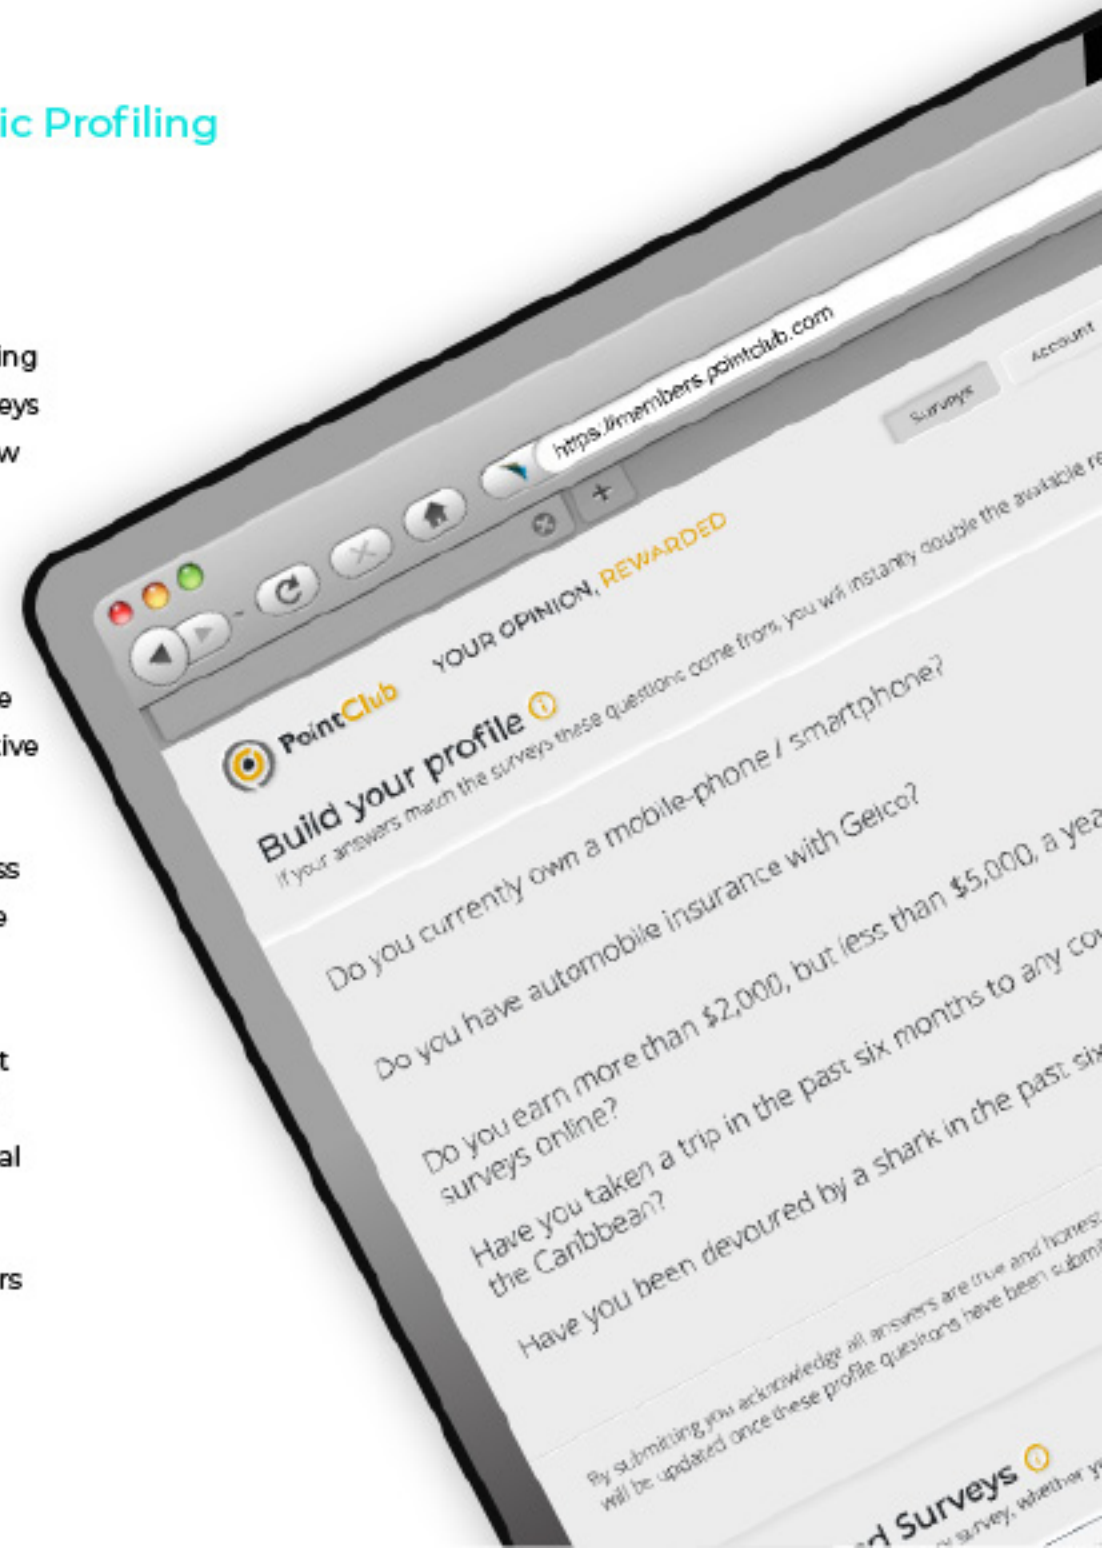 ic Profiling
ing
eys
w
e
tive
ss
e
t
al
rs
https://members.pointclub.com
Surveys
Account
PointClub
YOUR OPINION, REWARDED
Build your profile
If your answers match the surveys these questions come from, you will instantly double the available re
Do you currently own a mobile-phone / smartphone?
Do you have automobile insurance with Geico?
Do you earn more than $2,000, but less than $5,000, a yea
surveys online?
Have you taken a trip in the past six months to any cou
the Caribbean?
Have you been devoured by a shark in the past six
By submitting you acknowledge all answers are true and honest
will be updated once these profile questions have been submit
d Surveys
survey, whether y